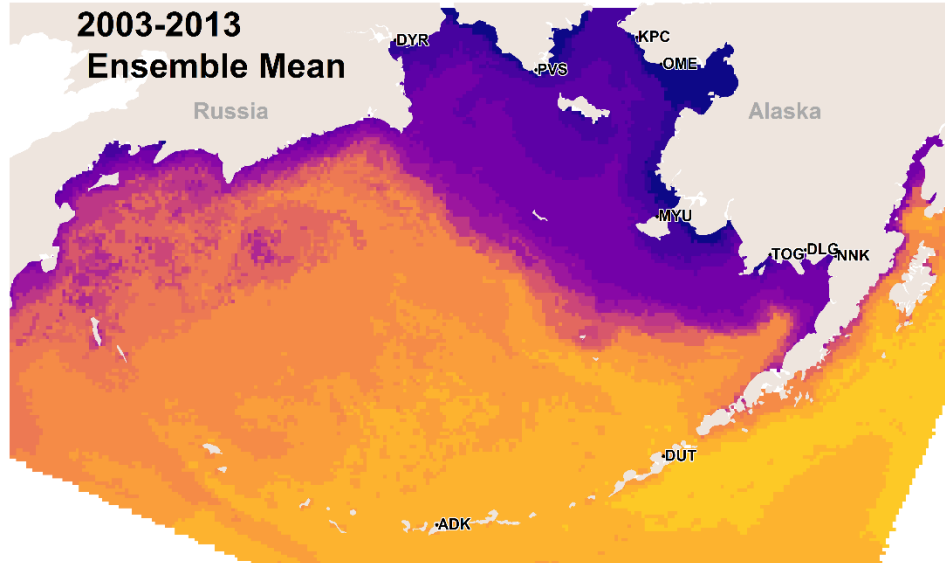 2003-2013
Ensemble Mean
DYR
KPC
OME
PVS
Russia
Alaska
MYU
TOG
DLG
NNK
DUT
ADK